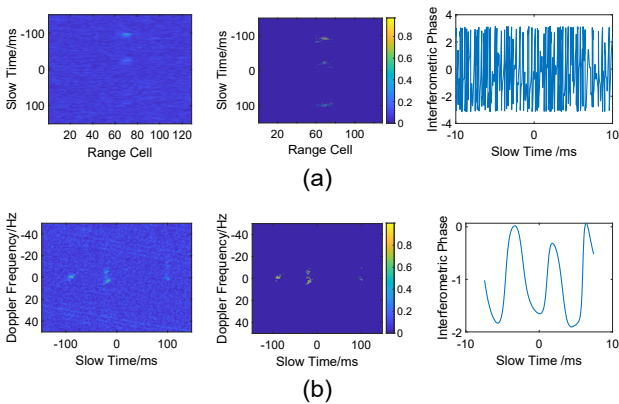 -100
0
100
Slow Time/ms
20 40 60 80 100 120
Range Cell
-100
0
100
Slow Time/ms
20 40 60 80 100
Range Cell
0.8
0.6
0.4
0.2
0
4
2
0
-2
-4
Interferometric Phase
-10 0 10
Slow Time /ms
(a)
-40
-20
0
20
40
Doppler Frequency/Hz
-100 0 100
Slow Time/ms
-40
-20
0
20
40
Doppler Frequency/Hz
-100 0 100
Slow Time/ms
0.8
0.6
0.4
0.2
0
0
-1
-2
Interferometric Phase
-10 0 10
Slow Time /ms
(b)